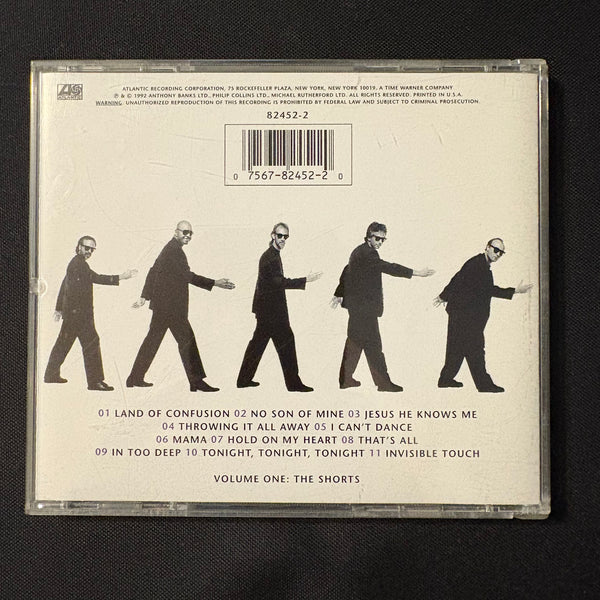 ATLANTIC
ATLANTIC RECORDING CORPORATION, 75 ROCKEFELLER PLAZA, NEW YORK, NEW YORK 10019. A TIME WARNER COMPANY
℗ & © 1992 ANTHONY BANKS LTD., PHILIP COLLINS LTD., MICHAEL RUTHERFORD LTD. ALL RIGHTS RESERVED. PRINTED IN U.S.A.
WARNING: UNAUTHORIZED REPRODUCTION OF THIS RECORDING IS PROHIBITED BY FEDERAL LAW AND SUBJECT TO CRIMINAL PROSECUTION.
82452-2
0 7567-82452-2 0
01 LAND OF CONFUSION 02 NO SON OF MINE 03 JESUS HE KNOWS ME
04 THROWING IT ALL AWAY 05 I CAN'T DANCE
06 MAMA 07 HOLD ON MY HEART 08 THAT'S ALL
09 IN TOO DEEP 10 TONIGHT, TONIGHT, TONIGHT 11 INVISIBLE TOUCH
VOLUME ONE: THE SHORTS